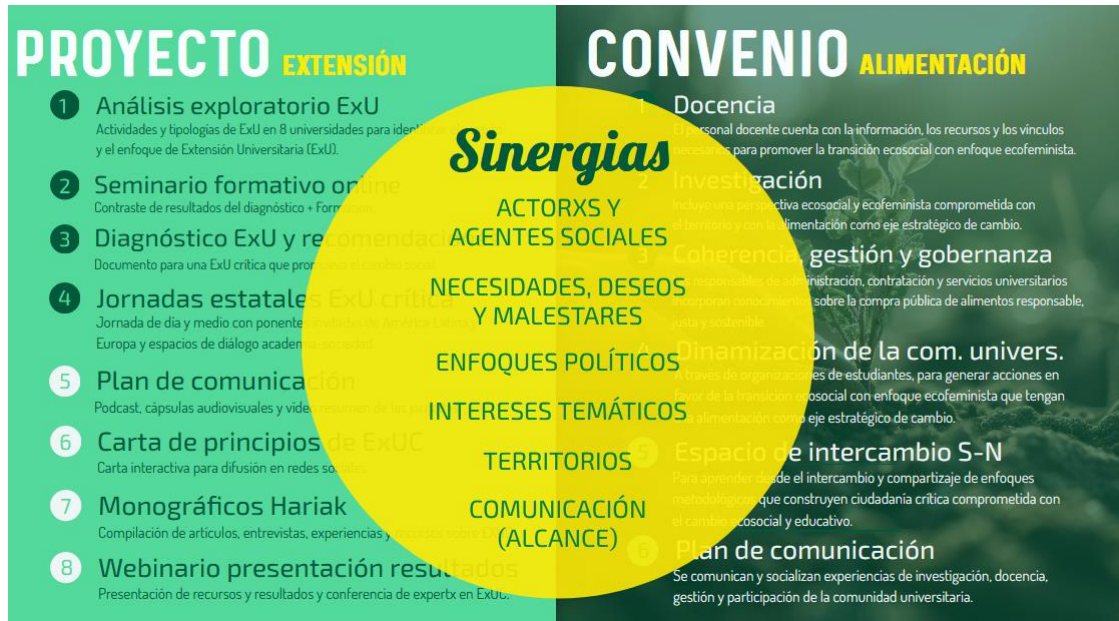 PROYECTO EXTENSIÓN
1 Análisis exploratorio ExU
Actividades y tipologías de ExU en 8 universidades para
y el enfoque de Extensión Universitaria (ExU).
2 Seminario formativo online
Contraste de resultados del diagnóstico + Formación.
3 Diagnóstico ExU y recomendaciones
Documento para una ExU crítica que promueva el cambio social.
4 Jornadas estatales ExU crítica
Jornada de dia y medio con ponentes invitados de América Latina y
Europa y espacios de diálogo academia-sociedad.
5 Plan de comunicación
Podcast, cápsulas audiovisuales y video resumen de las
6 Carta de principios de ExUC
Carta interactiva para difusión en redes sociales.
7 Monográficos Hariak
Compilación de artículos, entrevistas, experiencias y recursos sobre
8 Webinario presentación resultados
Presentación de recursos y resultados y conferencia de expertx en ExUC.
Sinergias
ACTORXS Y
AGENTES SOCIALES
NECESIDADES, DESEOS
Y MALESTARES
ENFOQUES POLÍTICOS
INTERESES TEMÁTICOS
TERRITORIOS
COMUNICACIÓN
(ALCANCE)
CONVENIO ALIMENTACIÓN
1 Docencia
El personal docente cuenta con la información, los recursos y los vínculos
necesarios para promover la transición ecosocial con enfoque ecofeminista.
2 Investigación
Incluye una perspectiva ecosocial y ecofeminista comprometida con
el territorio y con la alimentación como eje estratégico de cambio.
3 Coherencia, gestión y gobernanza
Las responsables de administración, contratación y servicios universitarios
incorporan conocimientos sobre la compra pública de alimentos responsable,
justa y sostenible.
4 Dinamización de la com. univers.
A través de organizaciones de estudiantes, para generar acciones en
favor de la transición ecosocial con enfoque ecofeminista que tengan
la alimentación como eje estratégico de cambio.
5 Espacio de intercambio S-N
Para aprender desde el intercambio y compartizaje de enfoques
metodológicos que construyen ciudadanía crítica comprometida con
el cambio ecosocial y educativo.
6 Plan de comunicación
Se comunican y socializan experiencias de investigación, docencia,
gestión y participación de la comunidad universitaria.